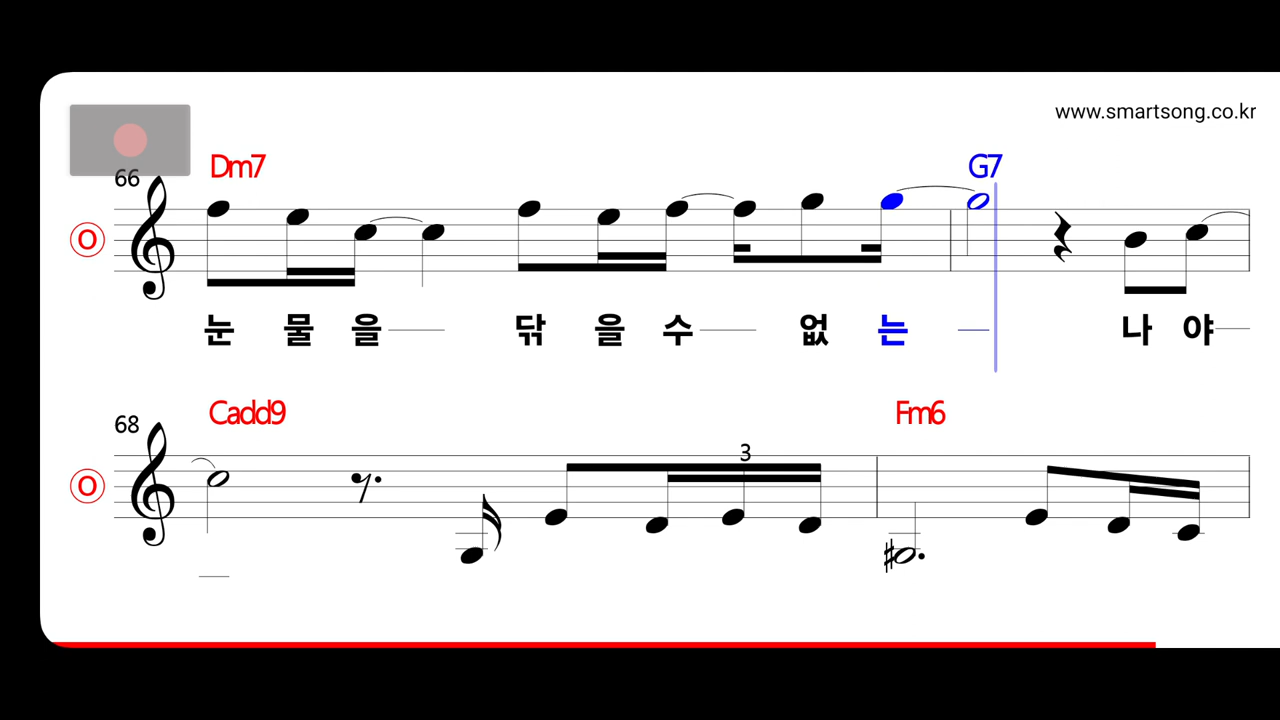 www.smartsong.co.kr
66 Dm7 G7
O
눈 물 을 닦 을 수 없 는 나 야
68 Cadd9 Fm6
3
O